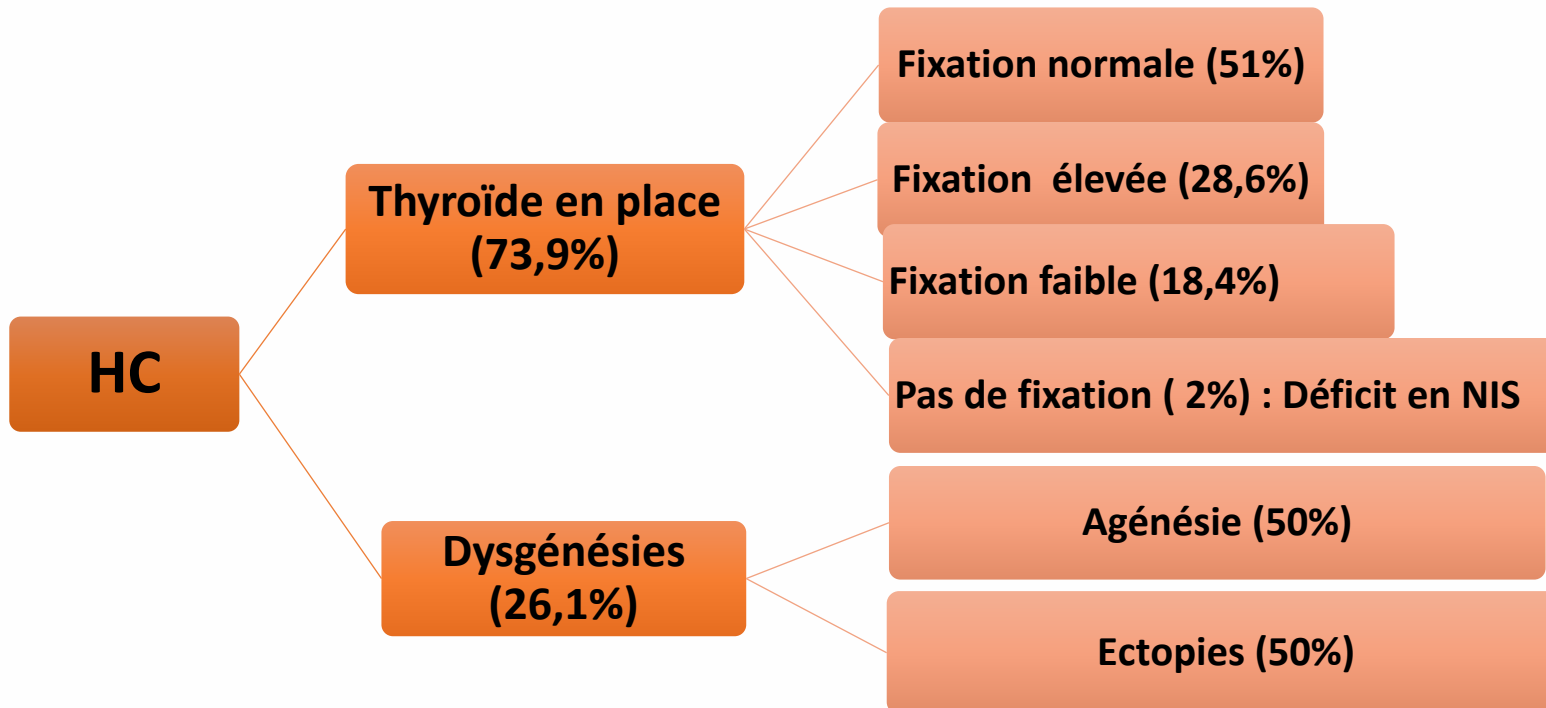 HC
Thyroïde en place
(73,9%)
Fixation normale (51%)
Fixation élevée (28,6%)
Fixation faible (18,4%)
Pas de fixation ( 2%) : Déficit en NIS
Dysgénésies
(26,1%)
Agénésie (50%)
Ectopies (50%)